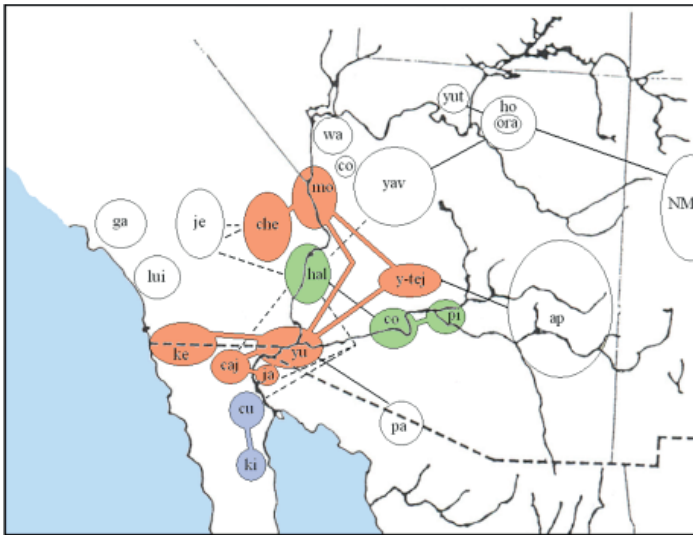 yut
ho
ora
wa
co
yav
NM
mo
ga
je
che
lui
hal
y-tej
co
pi
ap
ke
caj
yu
ja
cu
pa
ki